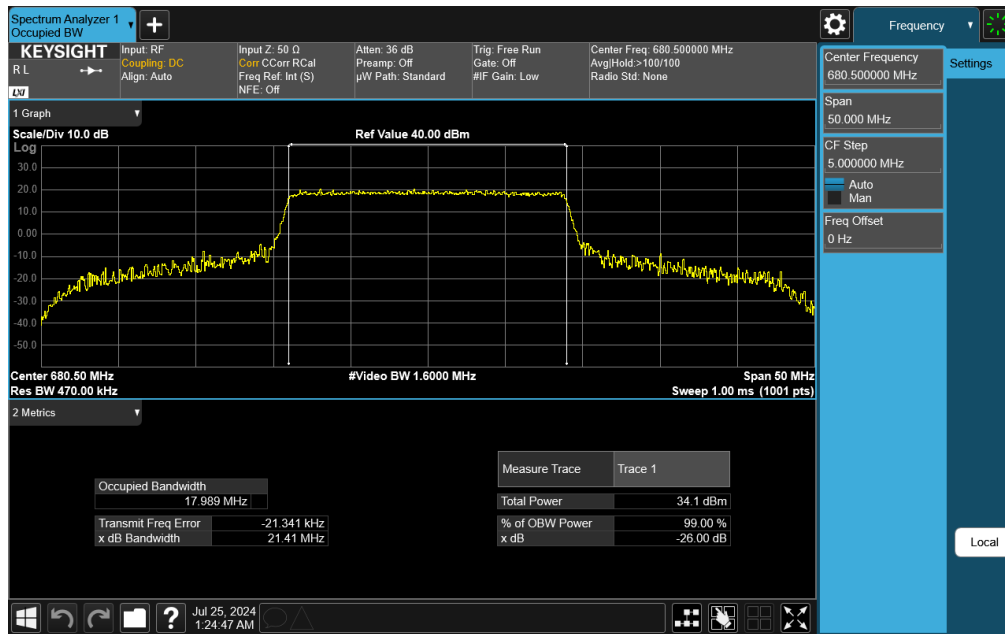 Spectrum Analyzer 1
Occupied BW
Frequency
KEYSIGHT
R L
LXI
Input: RF
Coupling: DC
Align: Auto
Input Z: 50 Ω
Corr CCorr RCal
Freq Ref: Int (S)
NFE: Off
Atten: 36 dB
Preamp: Off
µW Path: Standard
Trig: Free Run
Gate: Off
#IF Gain: Low
Center Freq: 680.500000 MHz
Avg|Hold:>100/100
Radio Std: None
Center Frequency
680.500000 MHz
Settings
Span
50.000 MHz
CF Step
5.000000 MHz
Auto
Man
Freq Offset
0 Hz
Local
1 Graph
Scale/Div 10.0 dB
Ref Value 40.00 dBm
Log
30.0
20.0
10.0
0.00
-10.0
-20.0
-30.0
-40.0
-50.0
Center 680.50 MHz
#Video BW 1.6000 MHz
Span 50 MHz
Res BW 470.00 kHz
Sweep 1.00 ms (1001 pts)
2 Metrics
Occupied Bandwidth
17.989 MHz
Transmit Freq Error -21.341 kHz
x dB Bandwidth 21.41 MHz
Measure Trace Trace 1
Total Power 34.1 dBm
% of OBW Power 99.00 %
x dB -26.00 dB
?
Jul 25, 2024
1:24:47 AM